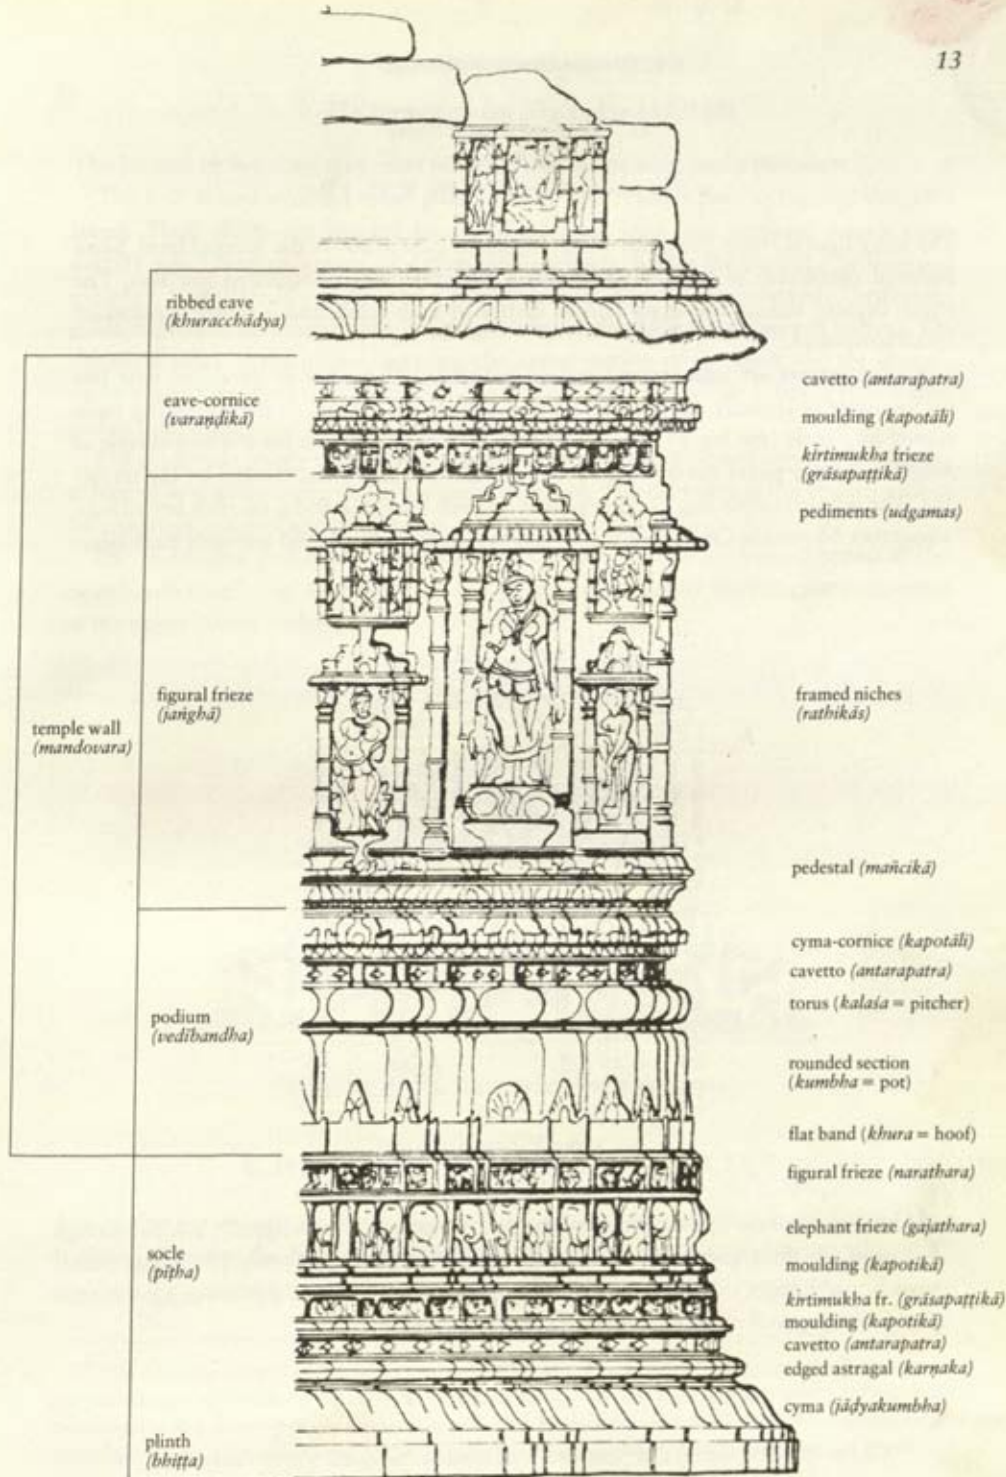 13
ribbed eave
(khuracchādya)
eave-cornice
(varaṇḍikā)
figural frieze
(jaṅghā)
temple wall
(mandovara)
podium
(vedībandha)
socle
(pīṭha)
plinth
(bhiṭṭa)
cavetto (antarapatra)
moulding (kapotāli)
kīrtimukha frieze
(grāsapaṭṭikā)
pediments (udgamas)
framed niches
(rathikās)
pedestal (mañcikā)
cyma-cornice (kapotāli)
cavetto (antarapatra)
torus (kalaśa = pitcher)
rounded section
(kumbha = pot)
flat band (khura = hoof)
figural frieze (narathara)
elephant frieze (gajathara)
moulding (kapotikā)
kīrtimukha fr. (grāsapaṭṭikā)
moulding (kapotikā)
cavetto (antarapatra)
edged astragal (karṇaka)
cyma (jāḍyakumbha)